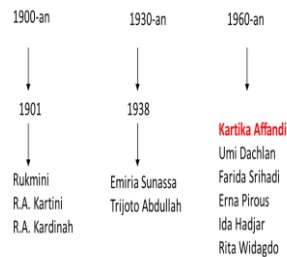 1900-an
1930-an
1960-an
1901
1938
Rukmini
R.A. Kartini
R.A. Kardinah
Emiria Sunassa
Trijoto Abdullah
Kartika Affandi
Umi Dachlan
Farida Srihadi
Erna Pirous
Ida Hadjar
Rita Widagdo